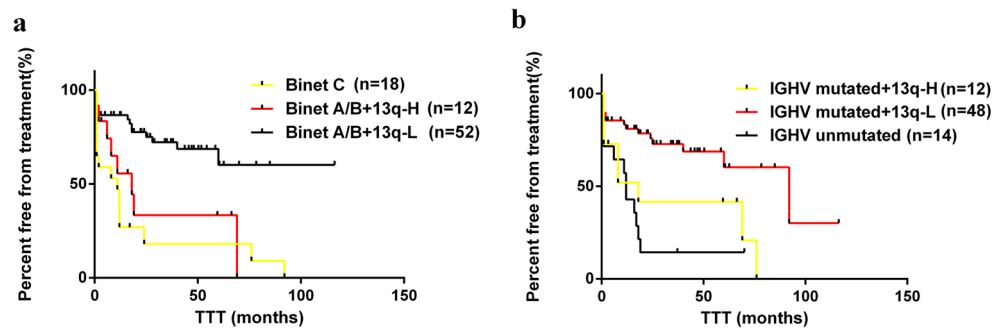 a
Percent free from treatment(%)
100
50
0
0 50 100 150
TTT (months)
Binet C (n=18)
Binet A/B+13q-H (n=12)
Binet A/B+13q-L (n=52)
b
Percent free from treatment(%)
100
50
0
0 50 100 150
TTT (months)
IGHV mutated+13q-H (n=12)
IGHV mutated+13q-L (n=48)
IGHV unmutated (n=14)